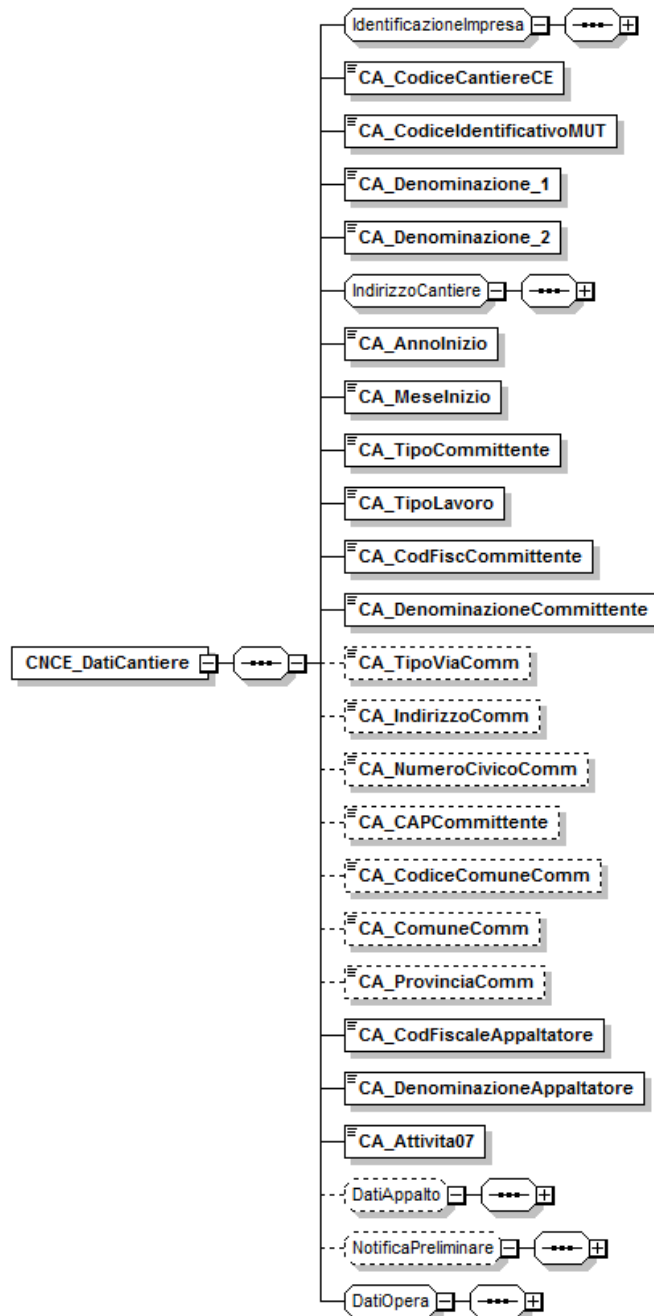 IdentificazioneImpresa
CA_CodiceCantiereCE
CA_CodiceIdentificativoMUT
CA_Denominazione_1
CA_Denominazione_2
IndirizzoCantiere
CA_AnnoInizio
CA_MeseInizio
CA_TipoCommittente
CA_TipoLavoro
CA_CodFiscCommittente
CA_DenominazioneCommittente
CNCE_DatiCantiere
CA_TipoViaComm
CA_IndirizzoComm
CA_NumeroCivicoComm
CA_CAPCommittente
CA_CodiceComuneComm
CA_ComuneComm
CA_ProvinciaComm
CA_CodFiscaleAppaltatore
CA_DenominazioneAppaltatore
CA_Attivita07
DatiAppalto
NotificaPreliminare
DatiOpera